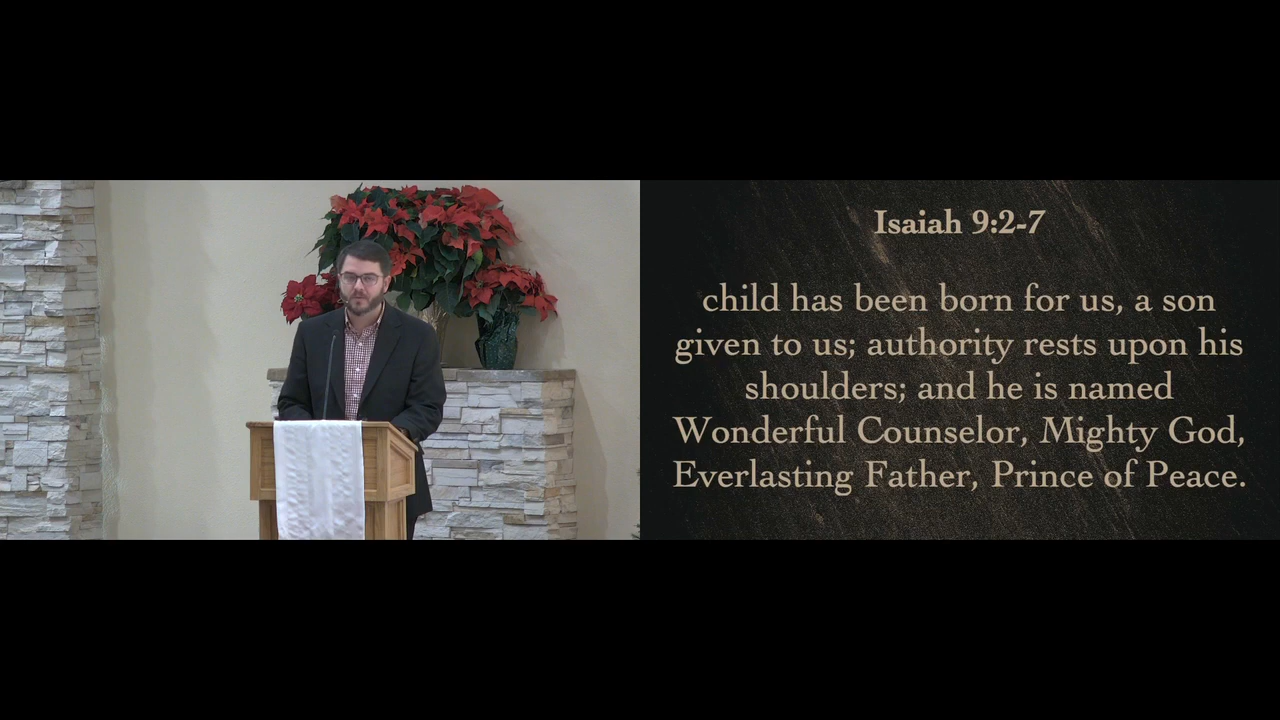 Isaiah 9:2-7
child has been born for us, a son
given to us; authority rests upon his
shoulders; and he is named
Wonderful Counselor, Mighty God,
Everlasting Father, Prince of Peace.